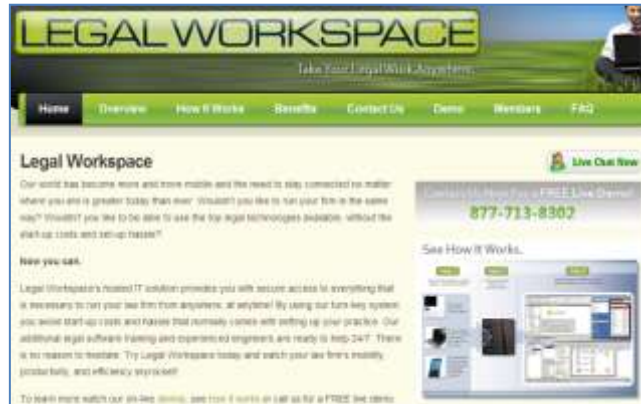 LEGAL WORKSPACE
Take Your Legal Work Anywhere.
Home Overview How It Works Benefits Contact Us Demo Members FAQ
Legal Workspace
Live Chat Now
Our world has become more and more mobile and the need to stay connected no matter
where you are is greater today than ever. Wouldn't you like to run your firm in the same
way? Wouldn't you like to be able to use the top legal technologies available, without the
start-up costs and set-up hassle?
Now you can.
Legal Workspace's hosted IT solution provides you with secure access to everything that
is necessary to run your law firm from anywhere, at anytime! By using our turn-key system
you avoid start-up costs and hassle that normally comes with setting up your practice. Our
additional legal software training and experienced engineers are ready to help 24/7. There
is no reason to hesitate. Try Legal Workspace today and watch your law firm's mobility,
productivity, and efficiency skyrocket!
To learn more watch our on-line demo, see how it works or call us for a FREE live demo
Contact Us Now For a FREE Live Demo!
877-713-8302
See How It Works.